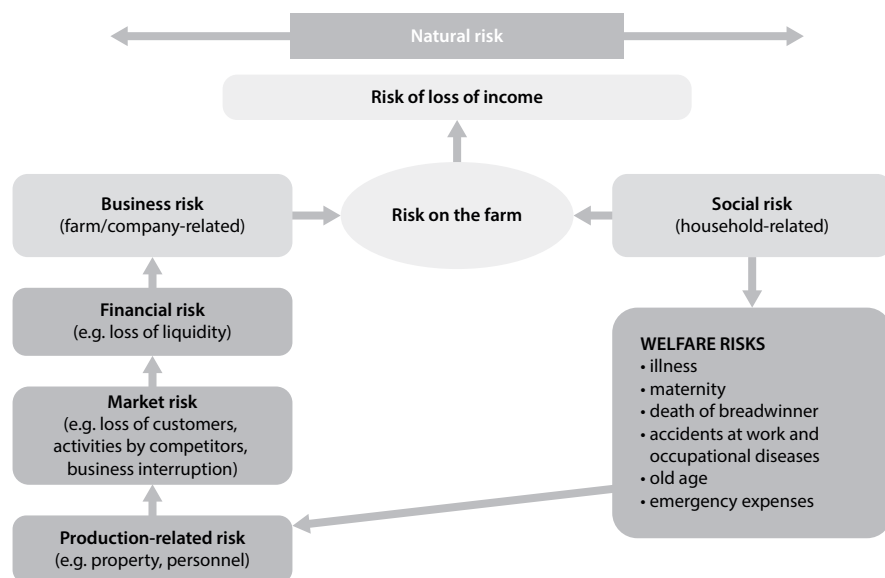 Natural risk
Risk of loss of income
Business risk
(farm/company-related)
Risk on the farm
Social risk
(household-related)
Financial risk
(e.g. loss of liquidity)
Market risk
(e.g. loss of customers,
activities by competitors,
business interruption)
Production-related risk
(e.g. property, personnel)
WELFARE RISKS
• illness
• maternity
• death of breadwinner
• accidents at work and
occupational diseases
• old age
• emergency expenses